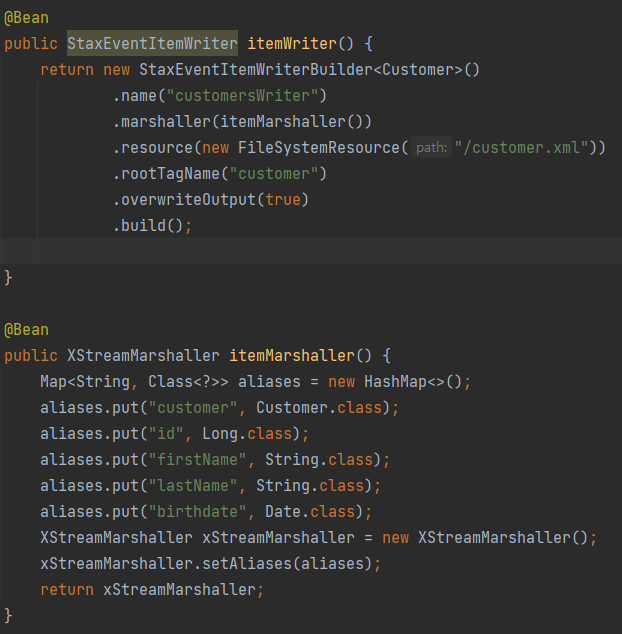 @Bean
public StaxEventItemWriter itemWriter() {
    return new StaxEventItemWriterBuilder<Customer>()
            .name("customersWriter")
            .marshaller(itemMarshaller())
            .resource(new FileSystemResource( path: "/customer.xml"))
            .rootTagName("customer")
            .overwriteOutput(true)
            .build();
}
@Bean
public XStreamMarshaller itemMarshaller() {
    Map<String, Class<?>> aliases = new HashMap<>();
    aliases.put("customer", Customer.class);
    aliases.put("id", Long.class);
    aliases.put("firstName", String.class);
    aliases.put("lastName", String.class);
    aliases.put("birthdate", Date.class);
    XStreamMarshaller xStreamMarshaller = new XStreamMarshaller();
    xStreamMarshaller.setAliases(aliases);
    return xStreamMarshaller;
}